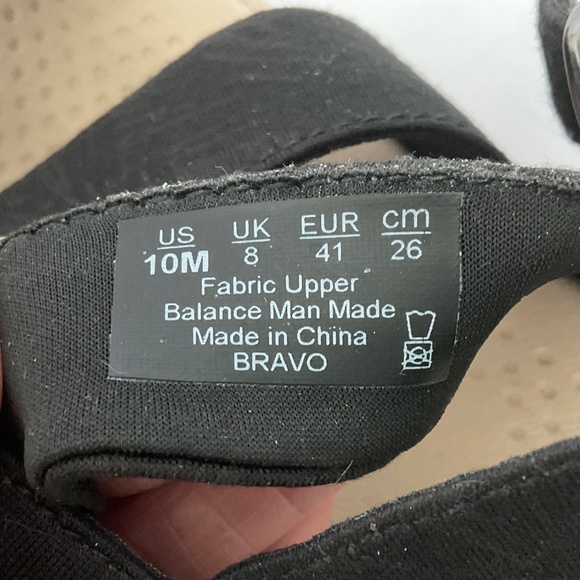 US UK EUR cm
10M 8 41 26
Fabric Upper
Balance Man Made
Made in China
BRAVO